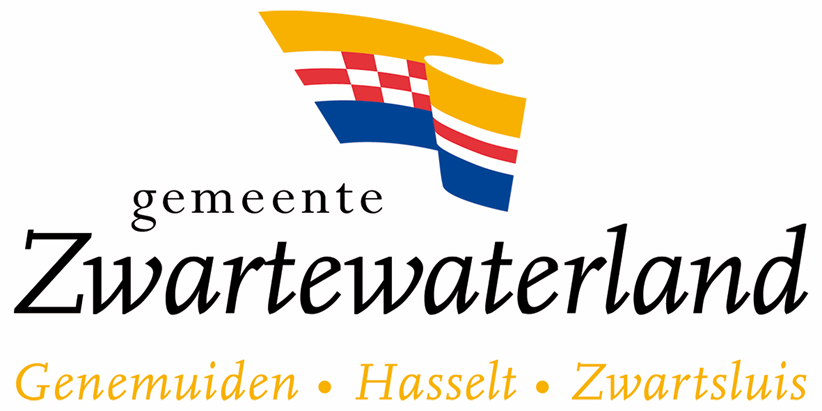 gemeente
Zwartewaterland
Genemuiden • Hasselt • Zwartsluis